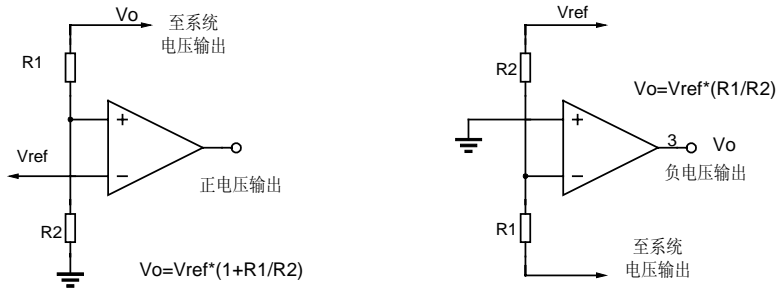 Vo
至系统
电压输出
R1
Vref
正电压输出
R2
Vo=Vref*(1+R1/R2)
Vref
R2
Vo=Vref*(R1/R2)
3
Vo
负电压输出
R1
至系统
电压输出